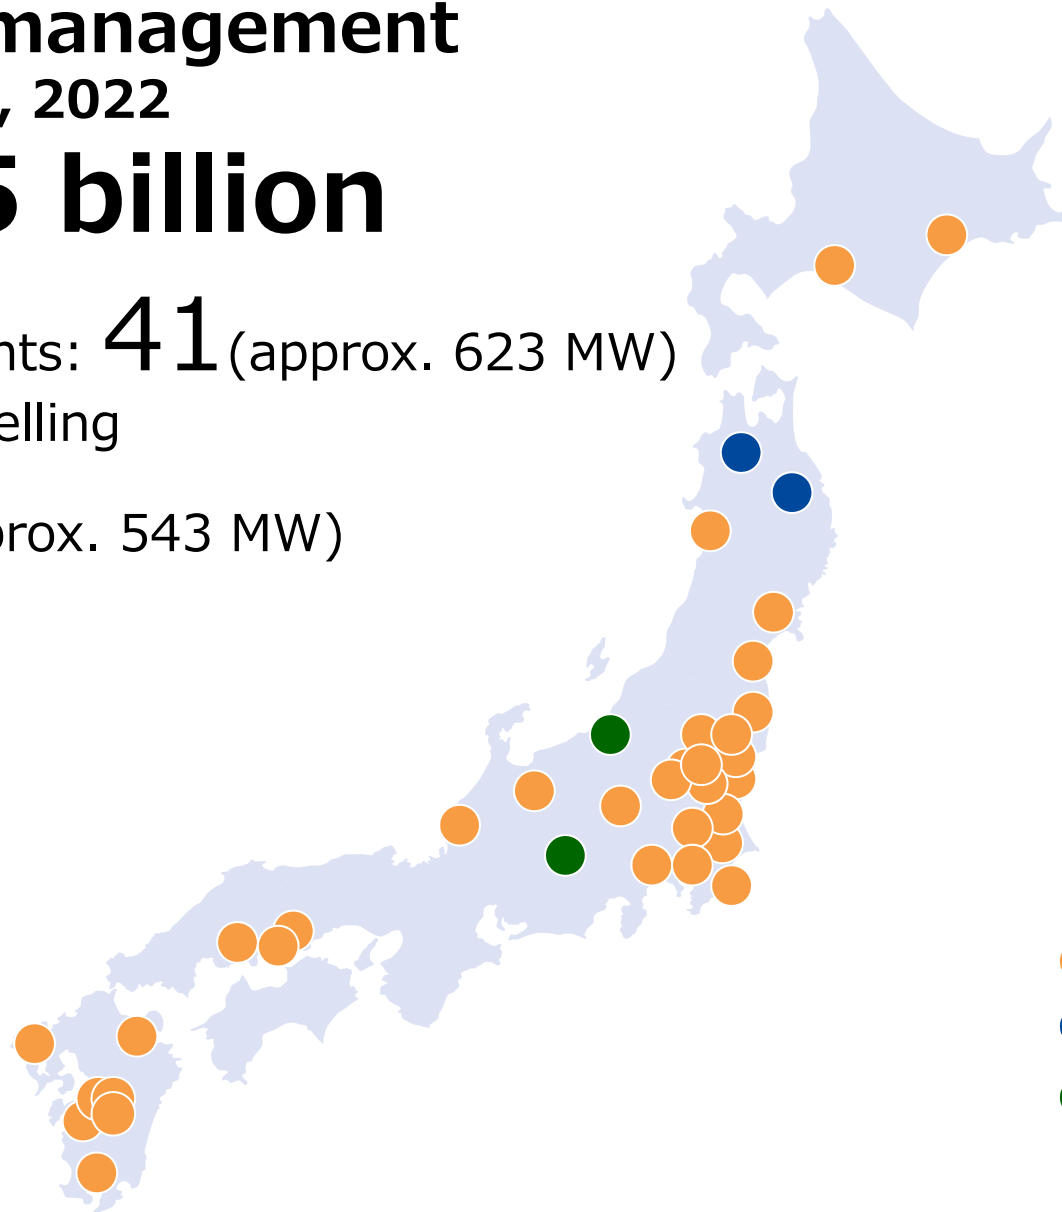 management
, 2022
5 billion
nts: 41 (approx. 623 MW)
elling
prox. 543 MW)